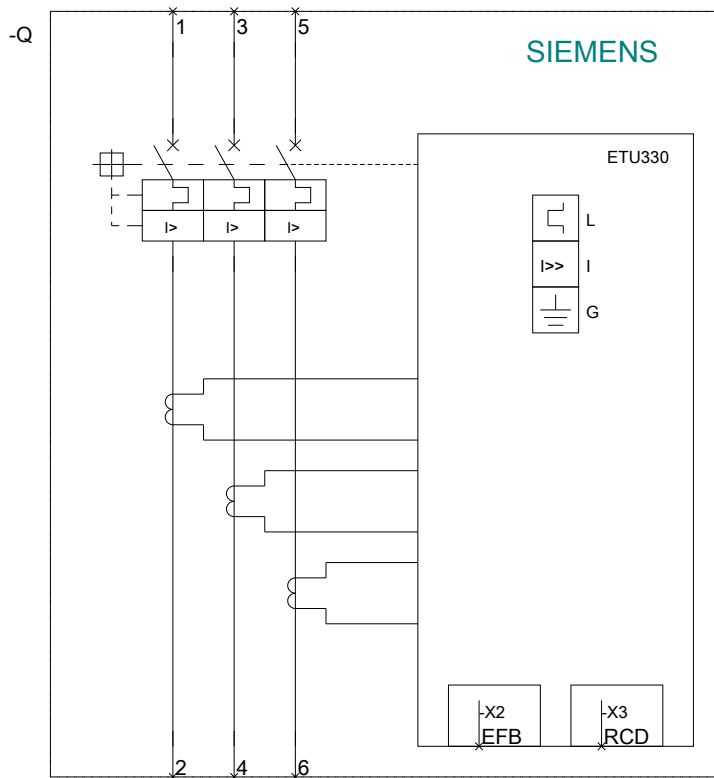 -Q
1 3 5
SIEMENS
ETU330
L
I> I> I>
I>> I
G
-X2
EFB
-X3
RCD
2 4 6